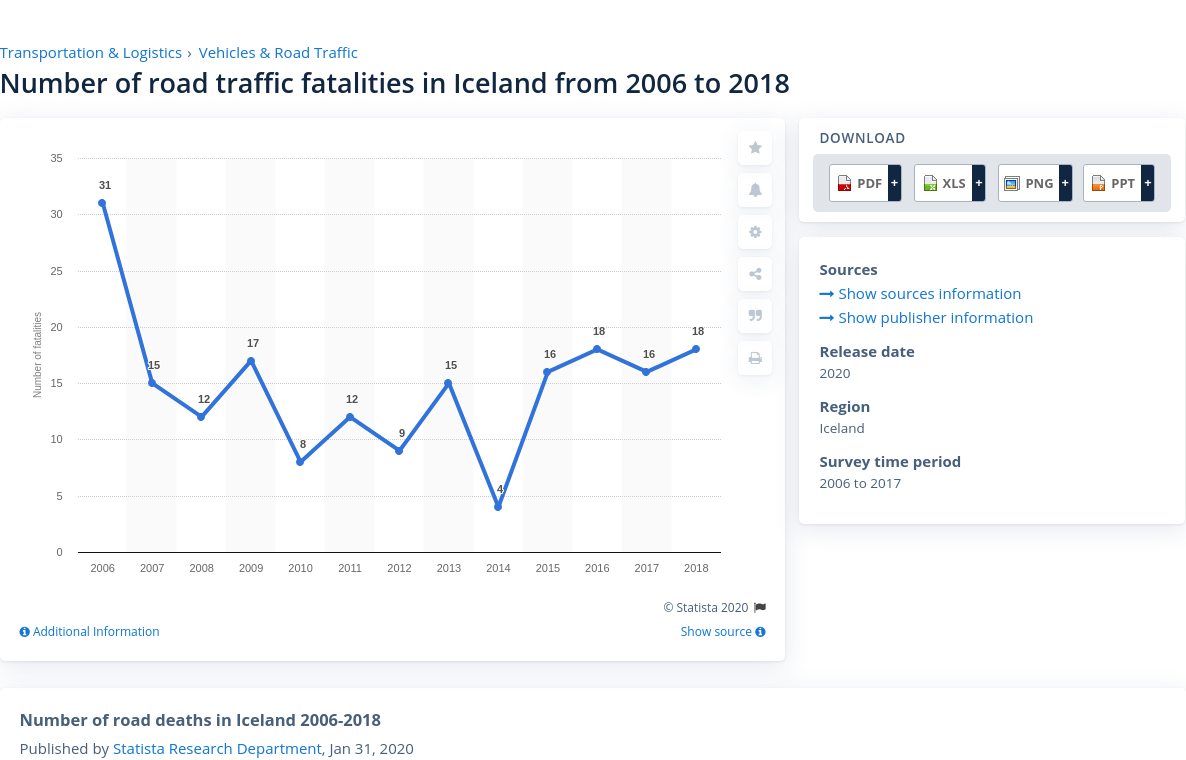 Transportation & Logistics › Vehicles & Road Traffic
Number of road traffic fatalities in Iceland from 2006 to 2018
35
30
25
20
15
10
5
0
Number of fatalities
31
15
12
17
8
12
9
15
4
16
18
16
18
2006 2007 2008 2009 2010 2011 2012 2013 2014 2015 2016 2017 2018
© Statista 2020
Additional Information
Show source
DOWNLOAD
PDF + XLS + PNG + PPT +
Sources
Show sources information
Show publisher information
Release date
2020
Region
Iceland
Survey time period
2006 to 2017
Number of road deaths in Iceland 2006-2018
Published by Statista Research Department, Jan 31, 2020